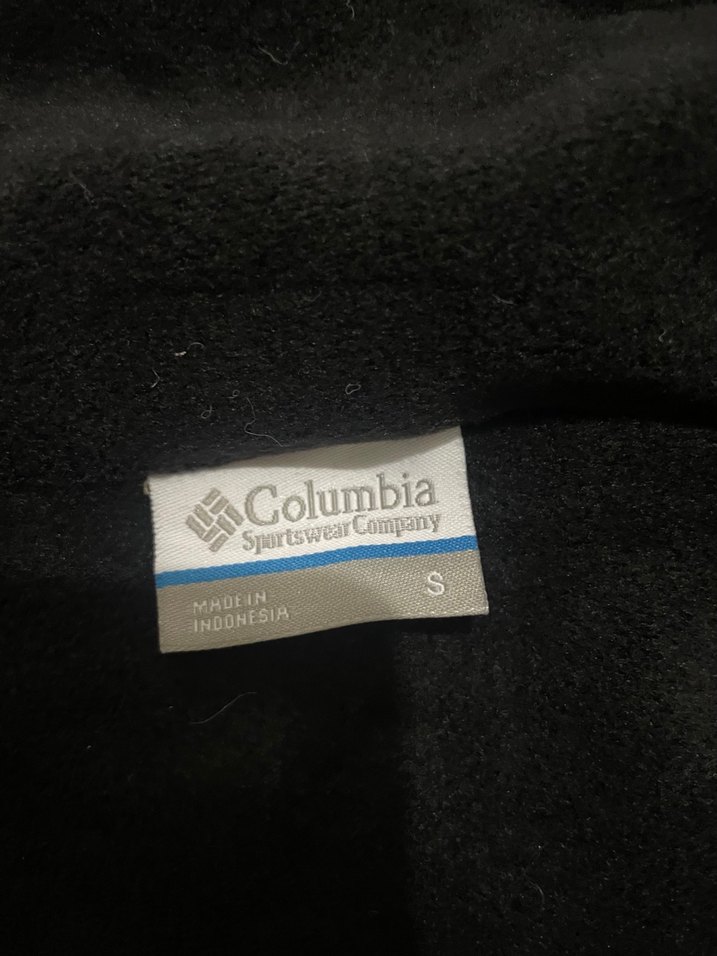 Columbia
Sportswear Company
MADE IN
INDONESIA
S